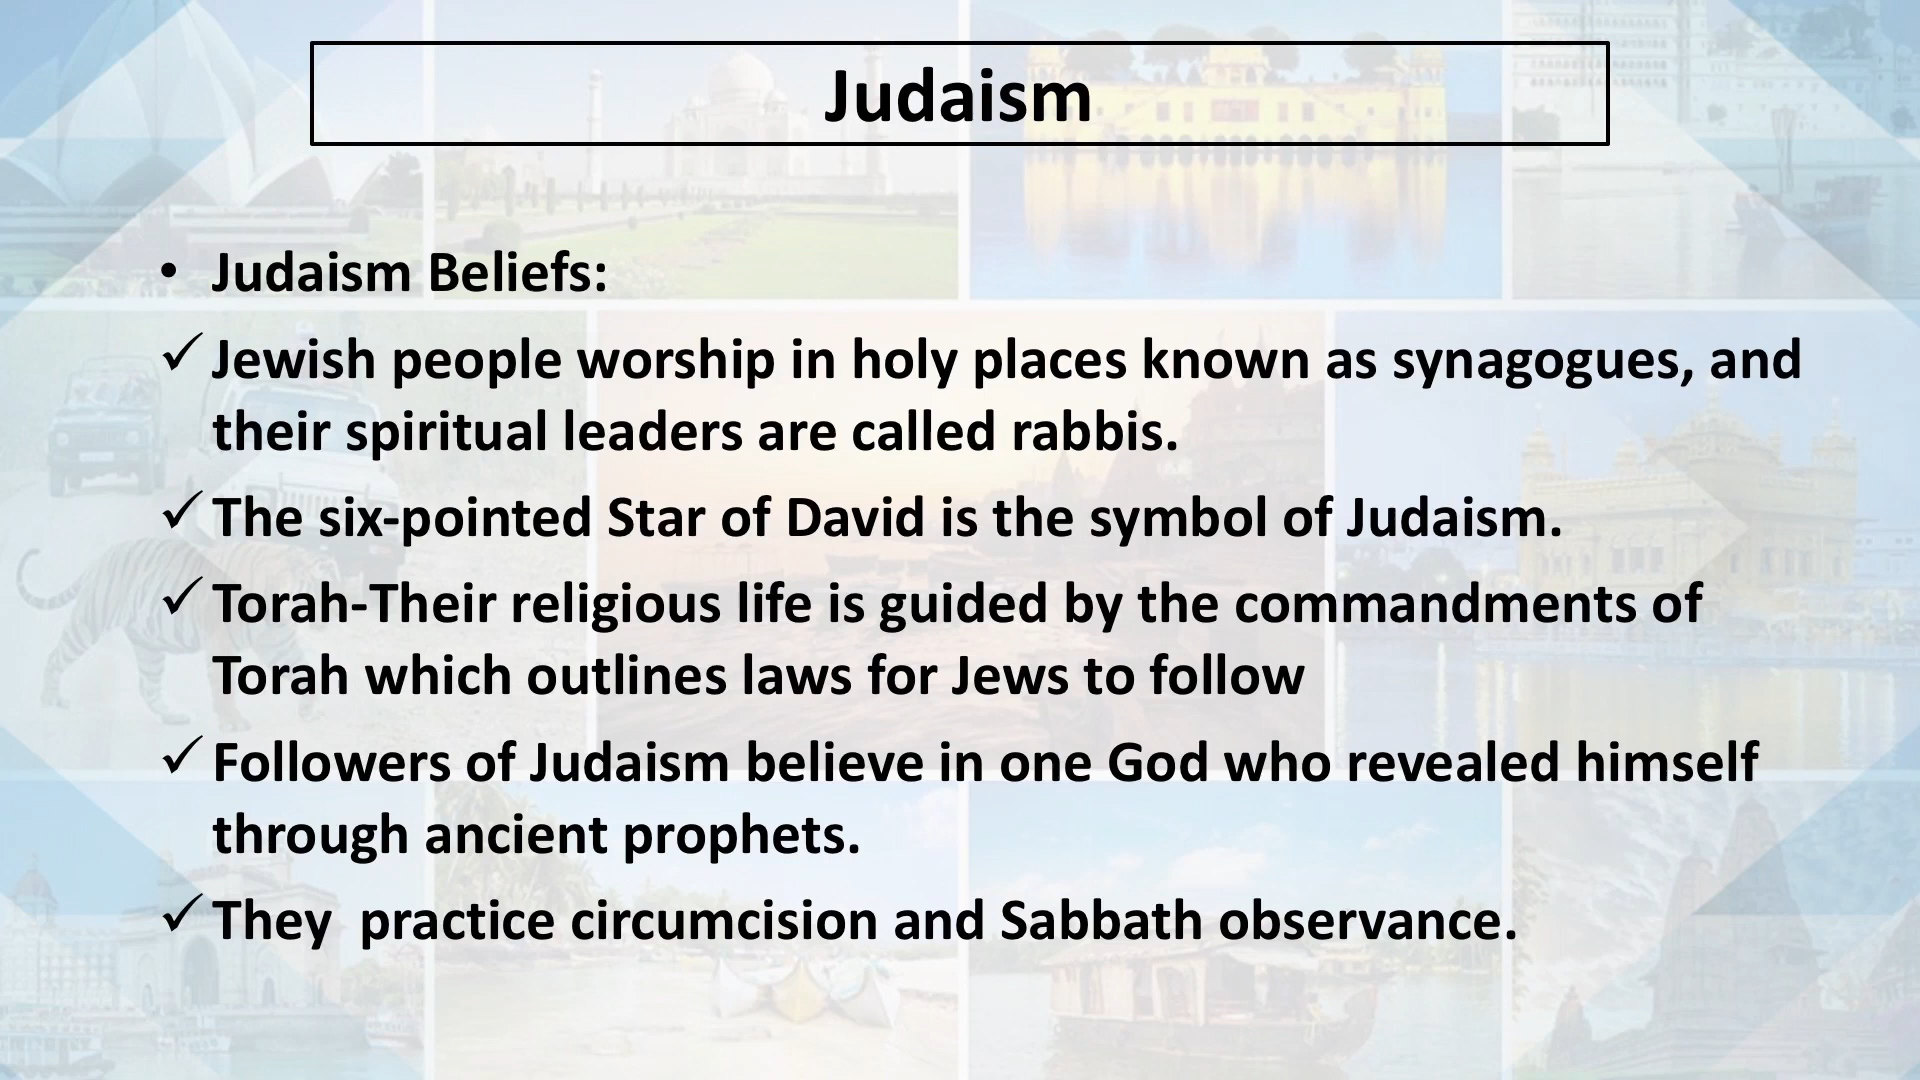 Judaism
• Judaism Beliefs:
✓ Jewish people worship in holy places known as synagogues, and
their spiritual leaders are called rabbis.
✓ The six-pointed Star of David is the symbol of Judaism.
✓ Torah-Their religious life is guided by the commandments of
Torah which outlines laws for Jews to follow
✓ Followers of Judaism believe in one God who revealed himself
through ancient prophets.
✓ They  practice circumcision and Sabbath observance.